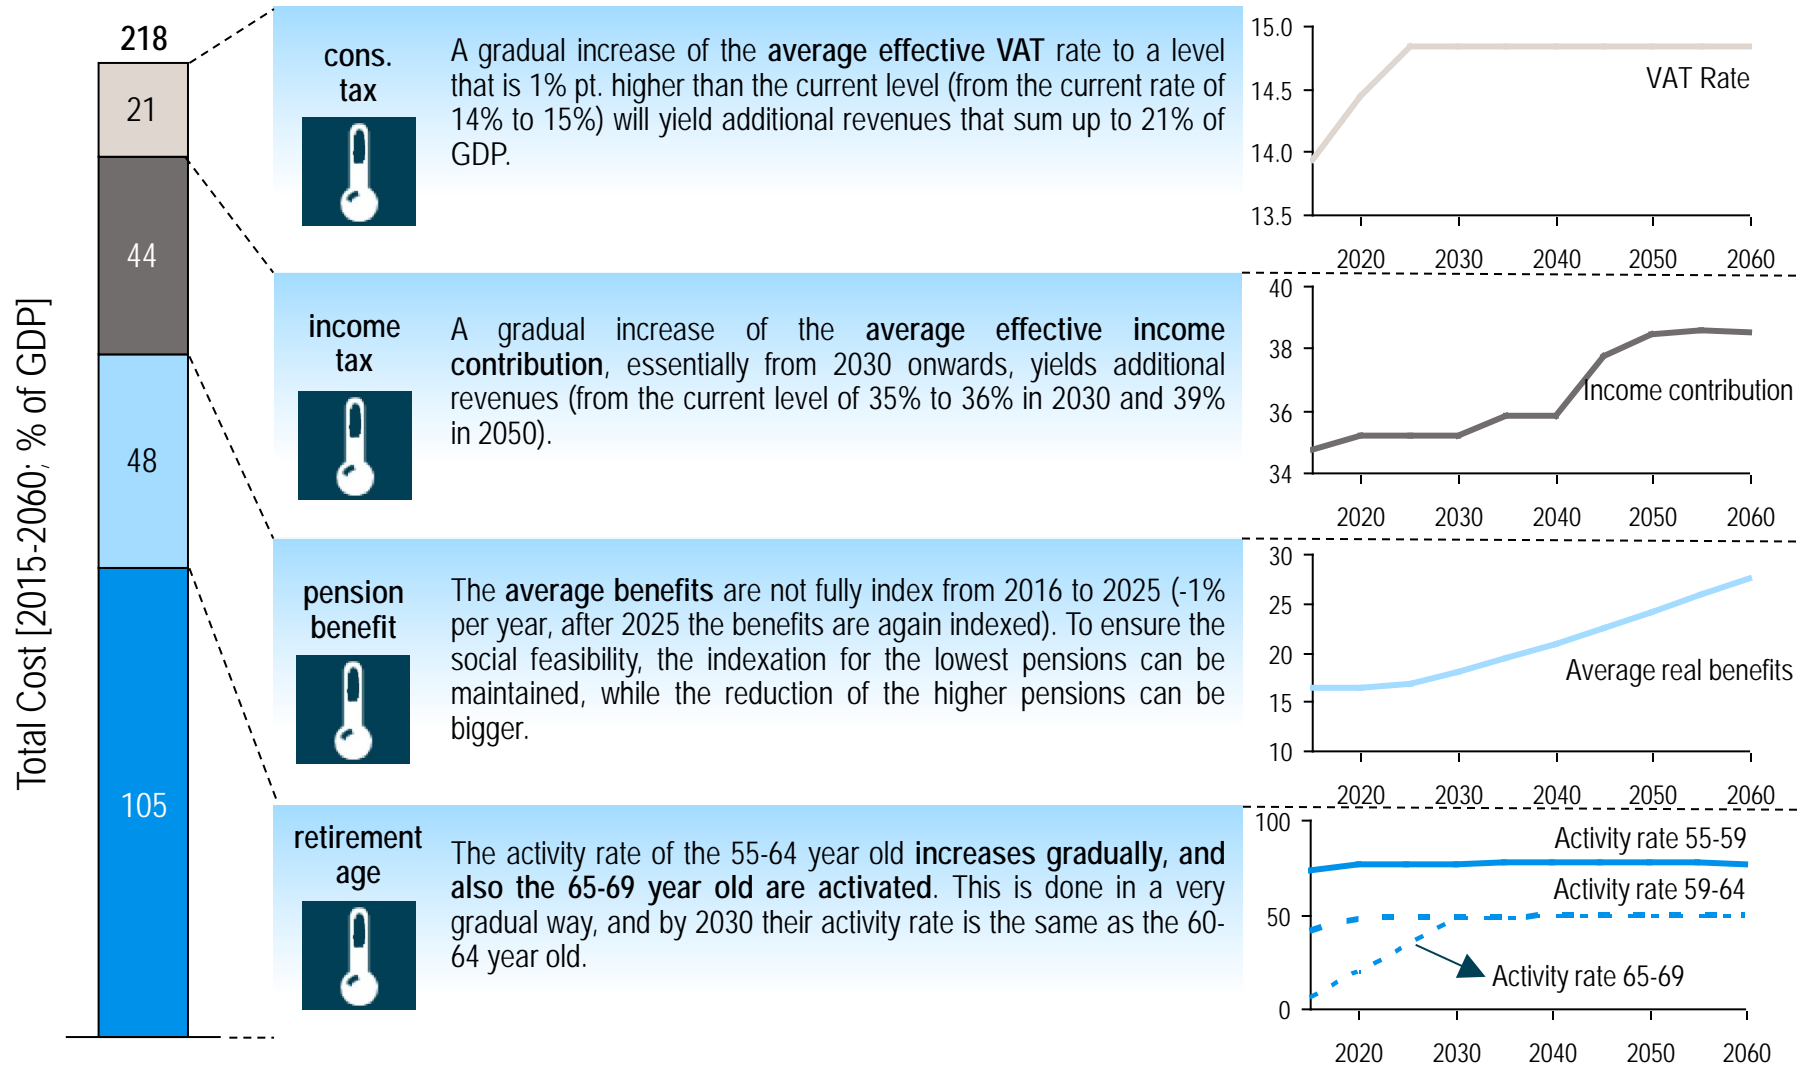 Total Cost [2015-2060; % of GDP]
218
21
44
48
105
cons.
tax
A gradual increase of the average effective VAT rate to a level
that is 1% pt. higher than the current level (from the current rate of
14% to 15%) will yield additional revenues that sum up to 21% of
GDP.
15.0
14.5
14.0
13.5
VAT Rate
2020 2030 2040 2050 2060
income
tax
A gradual increase of the average effective income
contribution, essentially from 2030 onwards, yields additional
revenues (from the current level of 35% to 36% in 2030 and 39%
in 2050).
40
38
36
34
Income contribution
2020 2030 2040 2050 2060
pension
benefit
The average benefits are not fully index from 2016 to 2025 (-1%
per year, after 2025 the benefits are again indexed). To ensure the
social feasibility, the indexation for the lowest pensions can be
maintained, while the reduction of the higher pensions can be
bigger.
30
25
20
15
10
Average real benefits
2020 2030 2040 2050 2060
retirement
age
The activity rate of the 55-64 year old increases gradually, and
also the 65-69 year old are activated. This is done in a very
gradual way, and by 2030 their activity rate is the same as the 60-
64 year old.
100
50
0
Activity rate 55-59
Activity rate 59-64
Activity rate 65-69
2020 2030 2040 2050 2060